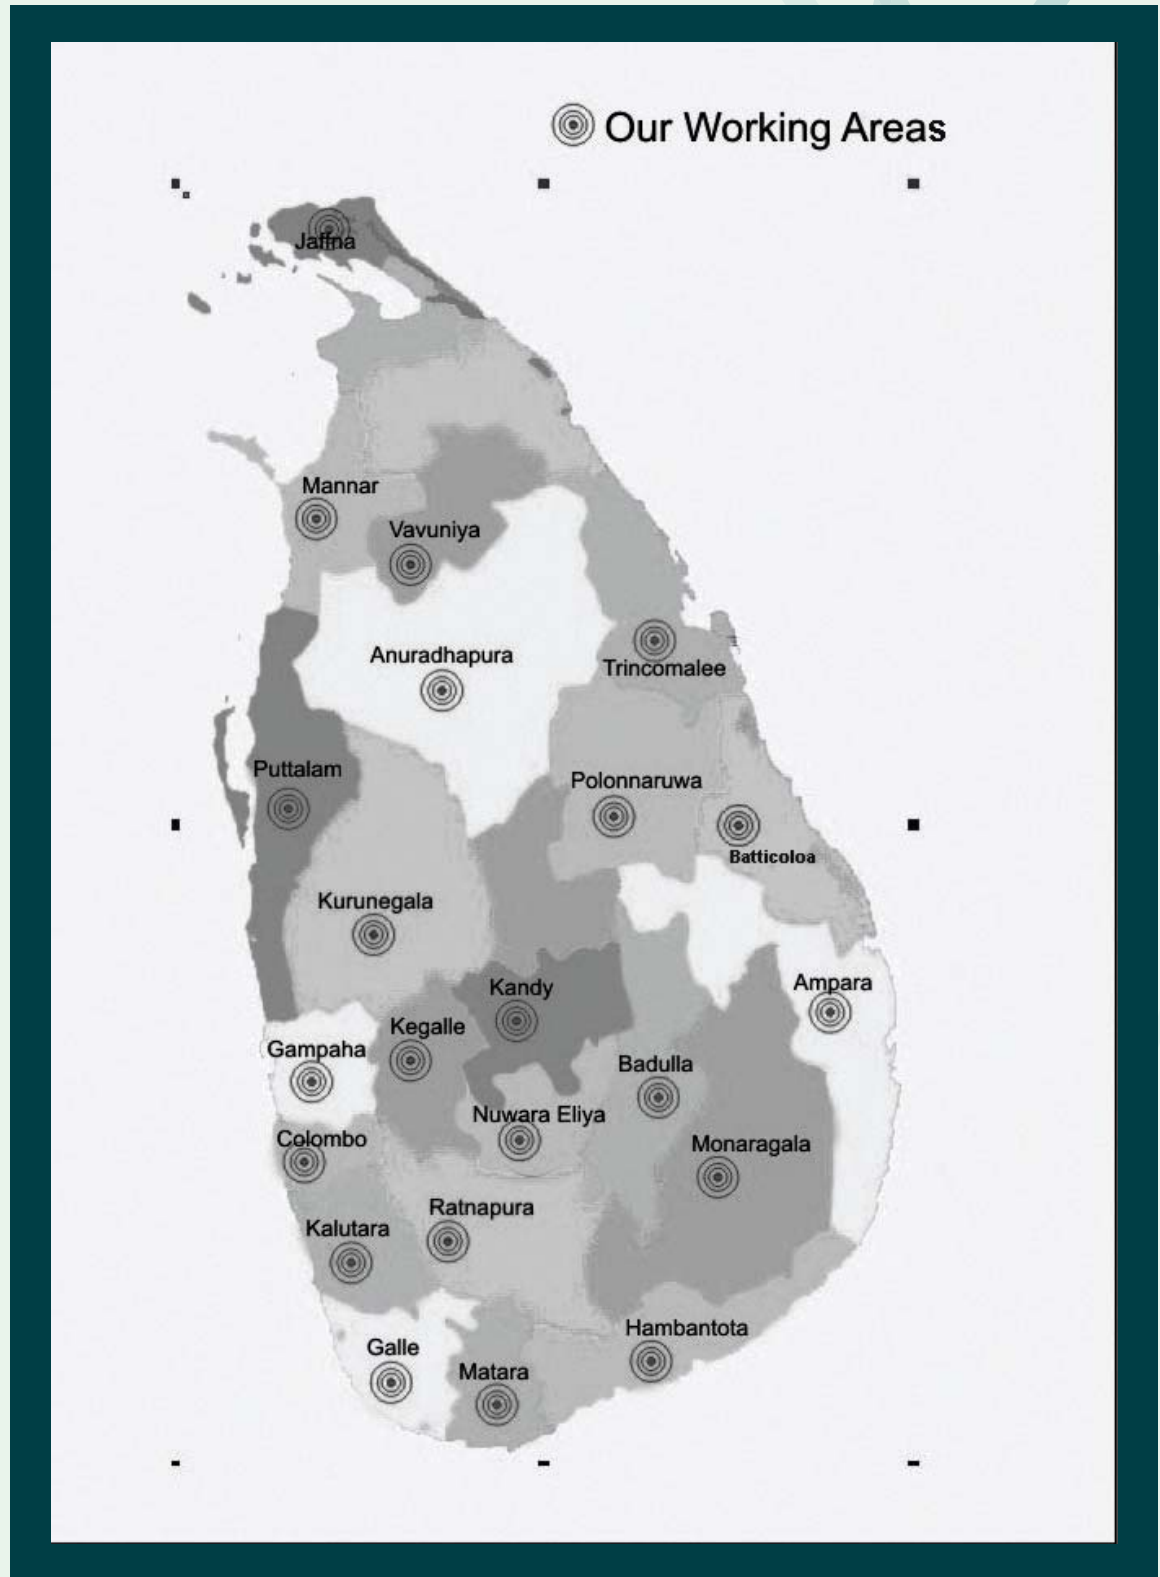 Our Working Areas
Jaffna
Mannar
Vavuniya
Anuradhapura
Trincomalee
Puttalam
Polonnaruwa
Batticoloa
Kurunegala
Ampara
Kandy
Kegalle
Gampaha
Badulla
Nuwara Eliya
Colombo
Monaragala
Ratnapura
Kalutara
Hambantota
Galle
Matara